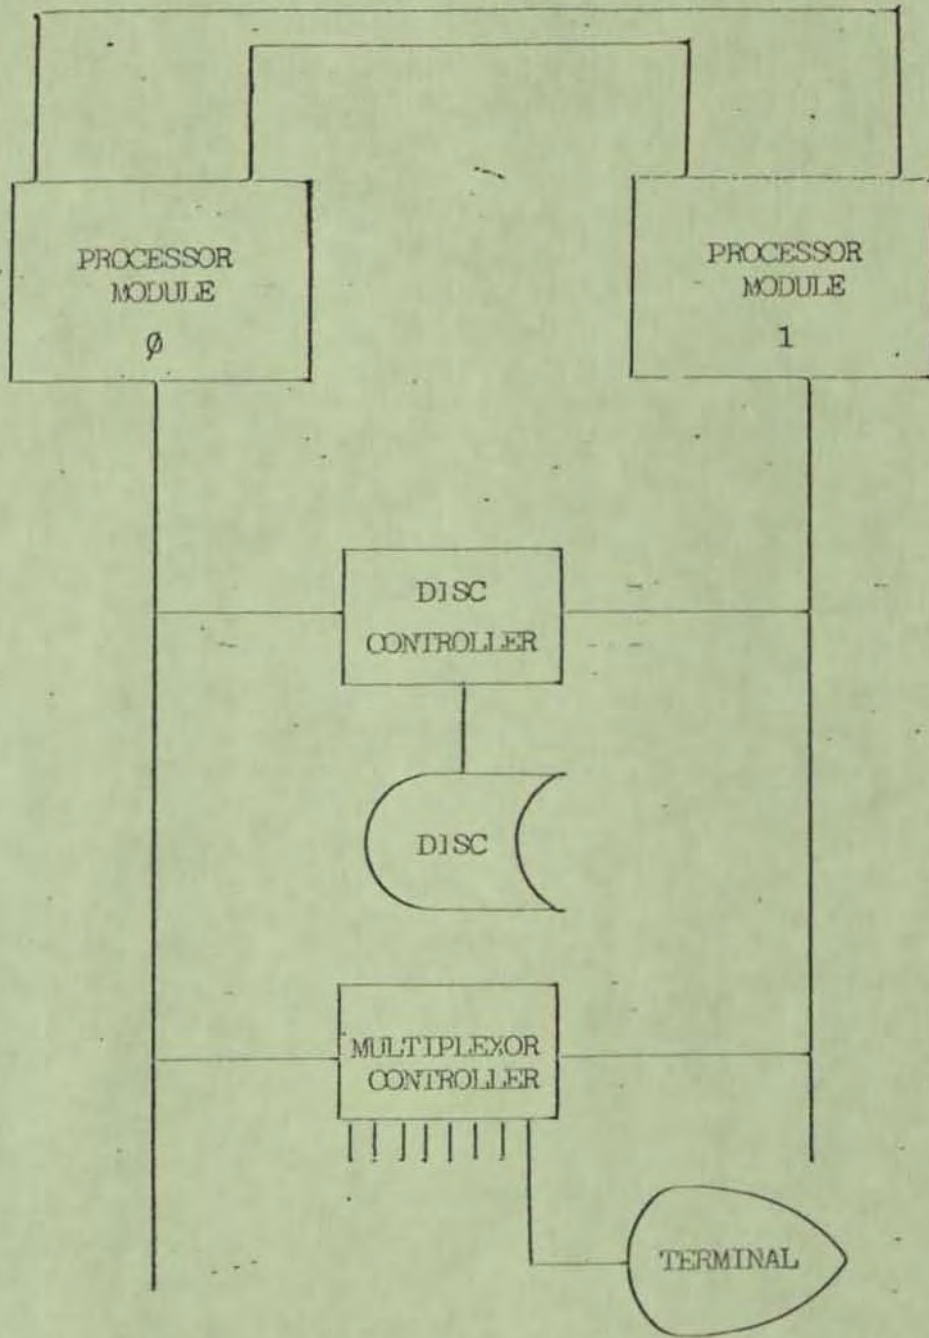 PROCESSOR
MODULE
Ø
PROCESSOR
MODULE
1
DISC
CONTROLLER
DISC
MULTIPLEXOR
CONTROLLER
TERMINAL